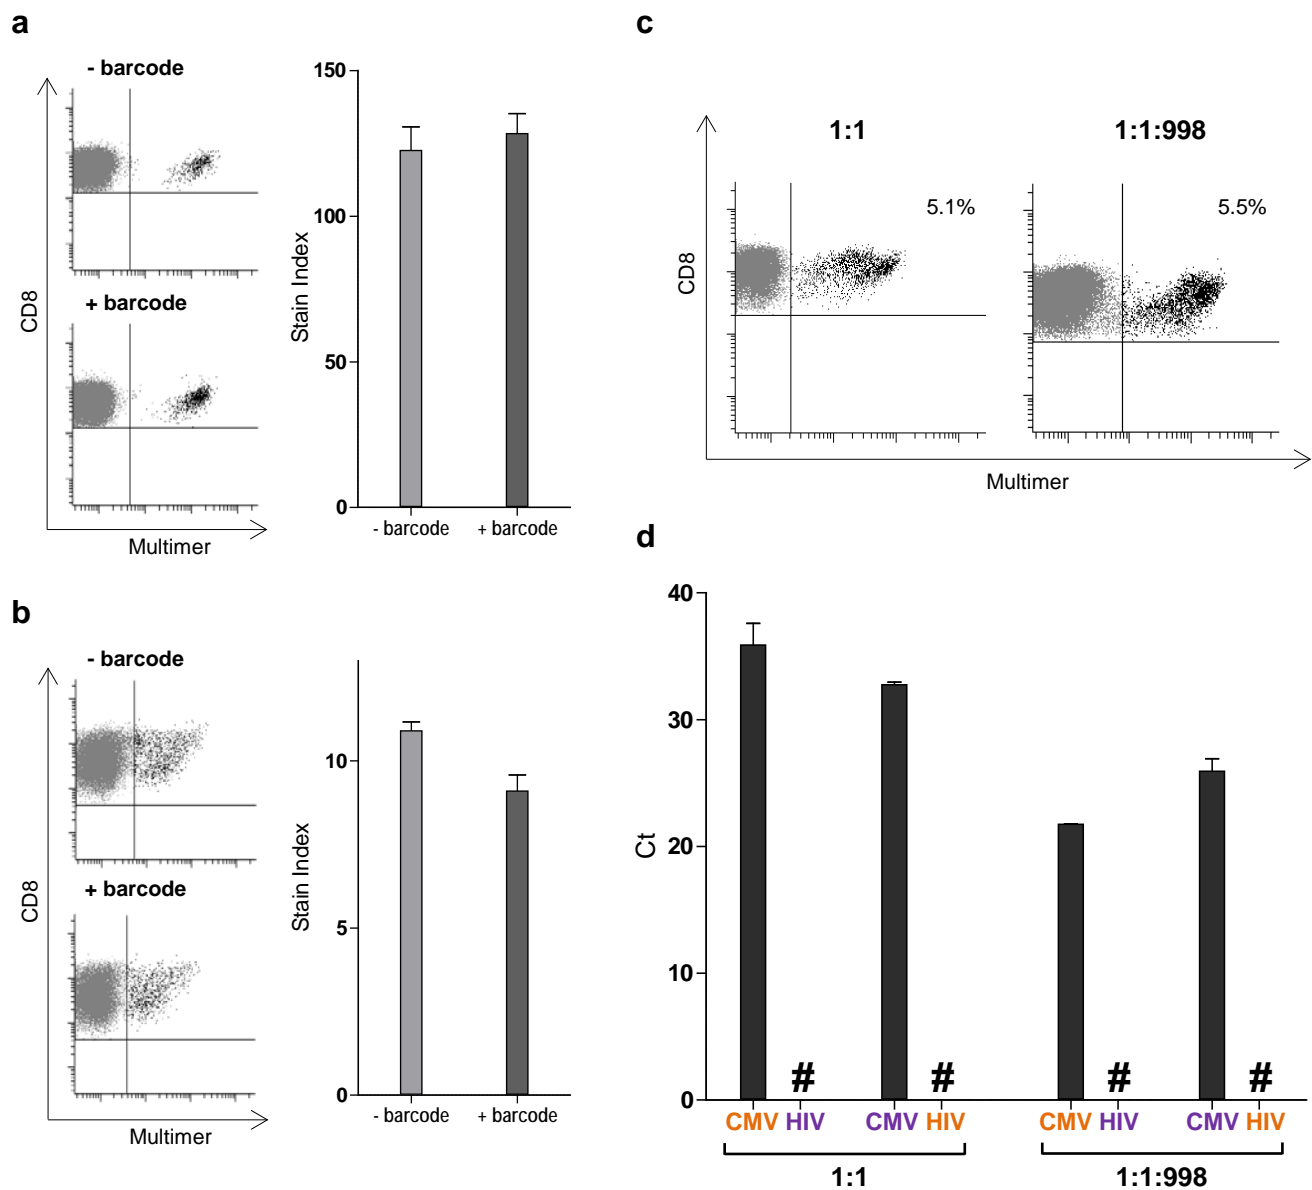 a
- barcode
+ barcode
CD8
Multimer
150
100
50
0
Stain Index
- barcode
+ barcode
b
- barcode
+ barcode
CD8
Multimer
10
5
0
Stain Index
- barcode
+ barcode
c
1:1
1:1:998
5.1%
5.5%
CD8
Multimer
d
40
30
20
10
0
Ct
# # # #
CMV HIV CMV HIV CMV HIV CMV HIV
1:1
1:1:998